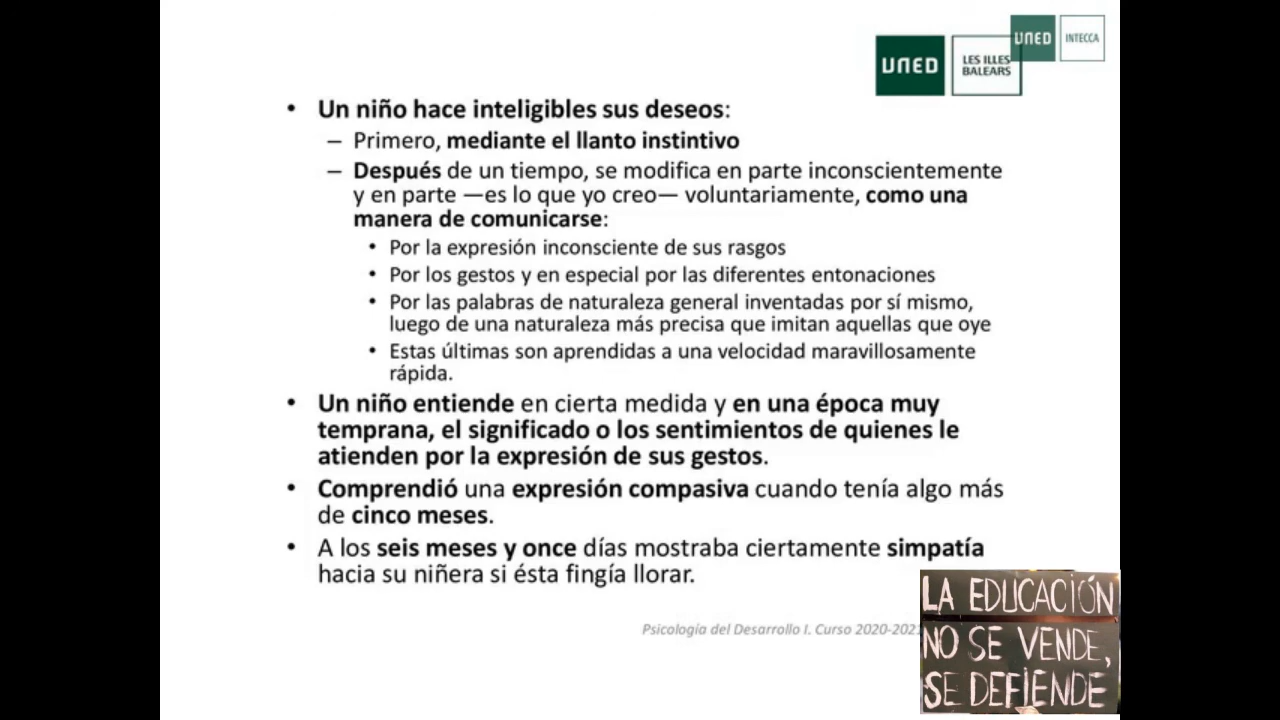 UNED
INTECCA
UNED
LES ILLES
BALEARS
• Un niño hace inteligibles sus deseos:
– Primero, mediante el llanto instintivo
– Después de un tiempo, se modifica en parte inconscientemente
y en parte —es lo que yo creo— voluntariamente, como una
manera de comunicarse:
• Por la expresión inconsciente de sus rasgos
• Por los gestos y en especial por las diferentes entonaciones
• Por las palabras de naturaleza general inventadas por sí mismo,
luego de una naturaleza más precisa que imitan aquellas que oye
• Estas últimas son aprendidas a una velocidad maravillosamente
rápida.
• Un niño entiende en cierta medida y en una época muy
temprana, el significado o los sentimientos de quienes le
atienden por la expresión de sus gestos.
• Comprendió una expresión compasiva cuando tenía algo más
de cinco meses.
• A los seis meses y once días mostraba ciertamente simpatía
hacia su niñera si ésta fingía llorar.
Psicología del Desarrollo I. Curso 2020-2021
LA EDUCACIÓN
NO SE VENDE,
SE DEFIENDE